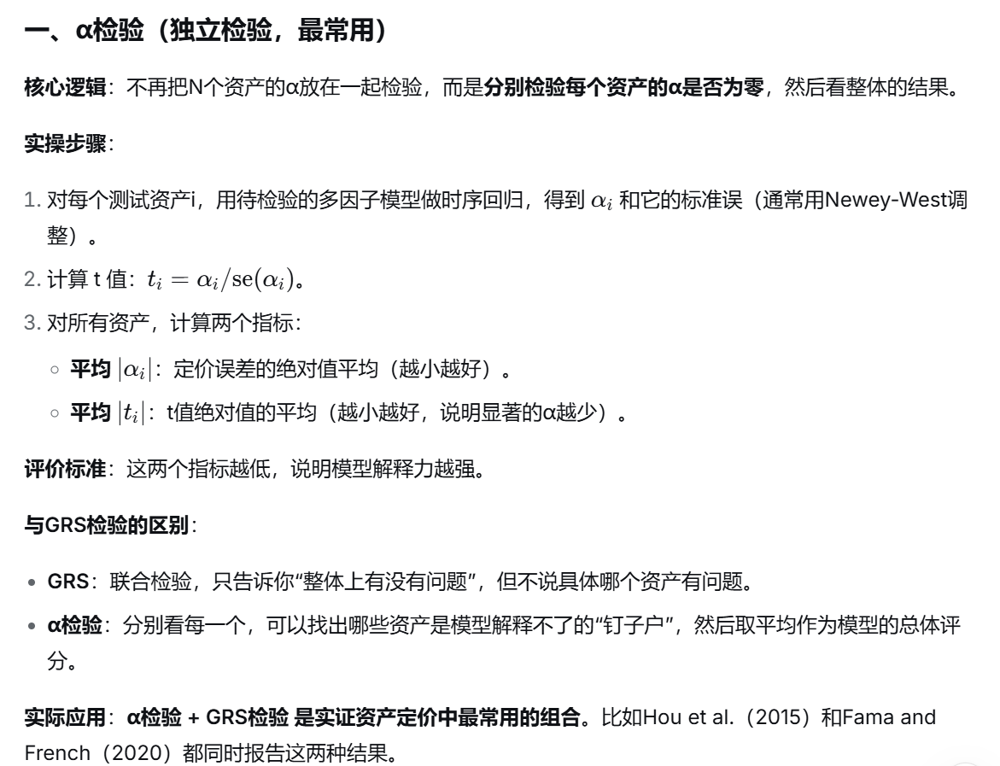 一、α检验（独立检验，最常用）
核心逻辑：不再把N个资产的α放在一起检验，而是分别检验每个资产的α是否为零，然后看整体的结果。
实操步骤：
1. 对每个测试资产i，用待检验的多因子模型做时序回归，得到 αᵢ 和它的标准误（通常用Newey-West调
整）。
2. 计算 t 值：tᵢ = αᵢ/se(αᵢ)。
3. 对所有资产，计算两个指标：
◦ 平均 |αᵢ|：定价误差的绝对值平均（越小越好）。
◦ 平均 |tᵢ|：t值绝对值的平均（越小越好，说明显著的α越少）。
评价标准：这两个指标越低，说明模型解释力越强。
与GRS检验的区别：
• GRS：联合检验，只告诉你“整体上有没有问题”，但不说具体哪个资产有问题。
• α检验：分别看每一个，可以找出哪些资产是模型解释不了的“钉子户”，然后取平均作为模型的总体评
分。
实际应用：α检验 + GRS检验 是实证资产定价中最常用的组合。比如Hou et al.（2015）和Fama and
French（2020）都同时报告这两种结果。